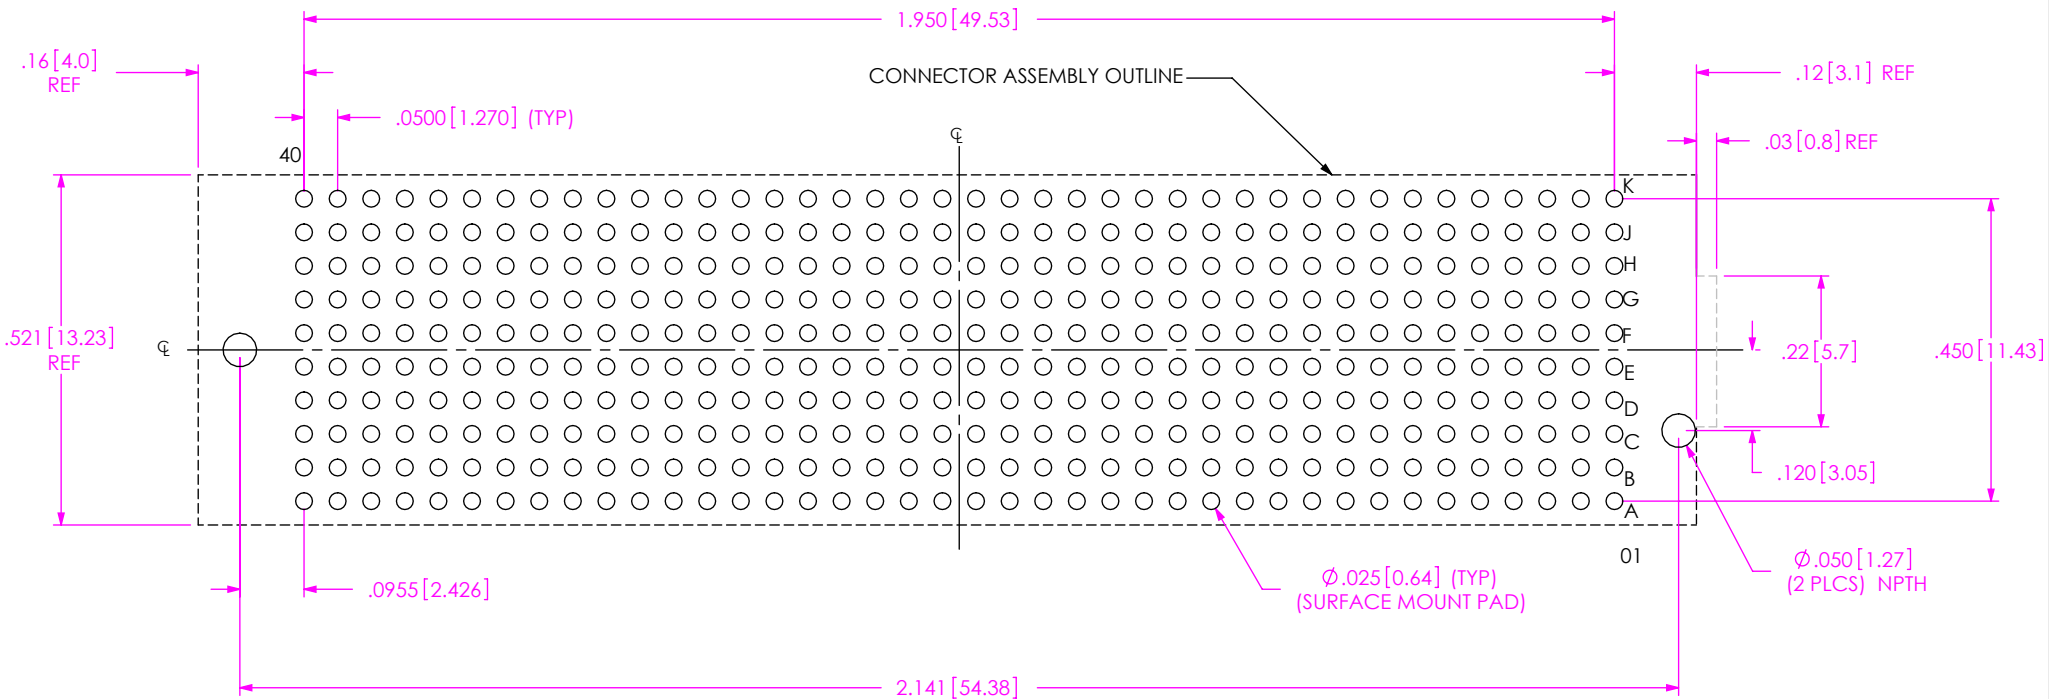 1.950[49.53]
.16[4.0]
REF
CONNECTOR ASSEMBLY OUTLINE
.12[3.1] REF
.0500[1.270] (TYP)
℄
.03[0.8] REF
40
K
J
H
G
.521[13.23]
REF
℄
F
.22[5.7]
.450[11.43]
E
D
C
B
.120[3.05]
A
01
.0955[2.426]
Ø.025[0.64] (TYP)
(SURFACE MOUNT PAD)
Ø.050[1.27]
(2 PLCS) NPTH
2.141[54.38]